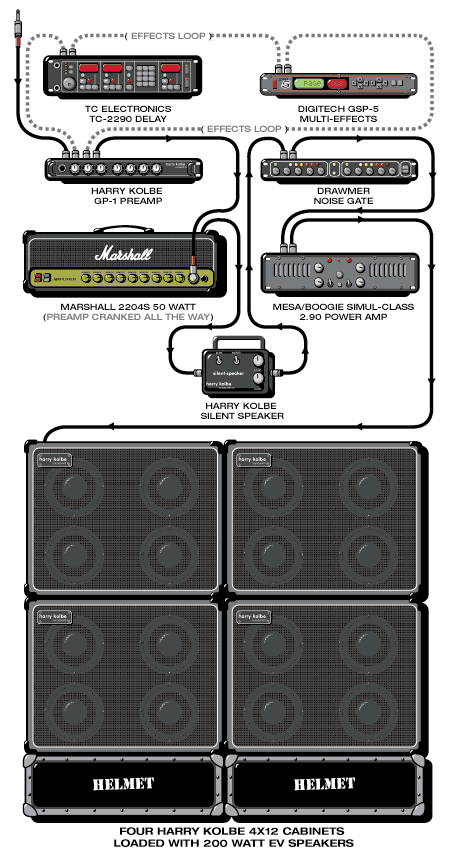 ( EFFECTS LOOP )
TC ELECTRONICS
TC-2290 DELAY
PAGE
DIGITECH GSP-5
MULTI-EFFECTS
( EFFECTS LOOP )
harry kolbe
HARRY KOLBE
GP-1 PREAMP
DRAWMER
NOISE GATE
Marshall
MARSHALL 2204S 50 WATT
(PREAMP CRANKED ALL THE WAY)
MESA/BOOGIE SIMUL-CLASS
2.90 POWER AMP
silent speaker
harry kolbe
HARRY KOLBE
SILENT SPEAKER
harry kolbe
harry kolbe
harry kolbe
harry kolbe
HELMET
HELMET
FOUR HARRY KOLBE 4X12 CABINETS
LOADED WITH 200 WATT EV SPEAKERS